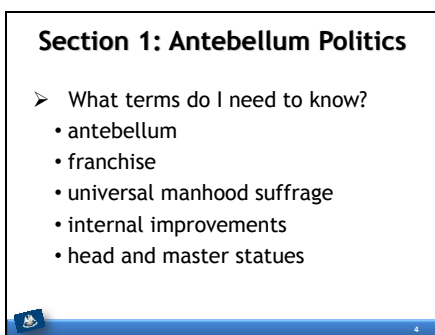 Section 1: Antebellum Politics
➢ What terms do I need to know?
• antebellum
• franchise
• universal manhood suffrage
• internal improvements
• head and master statues
4